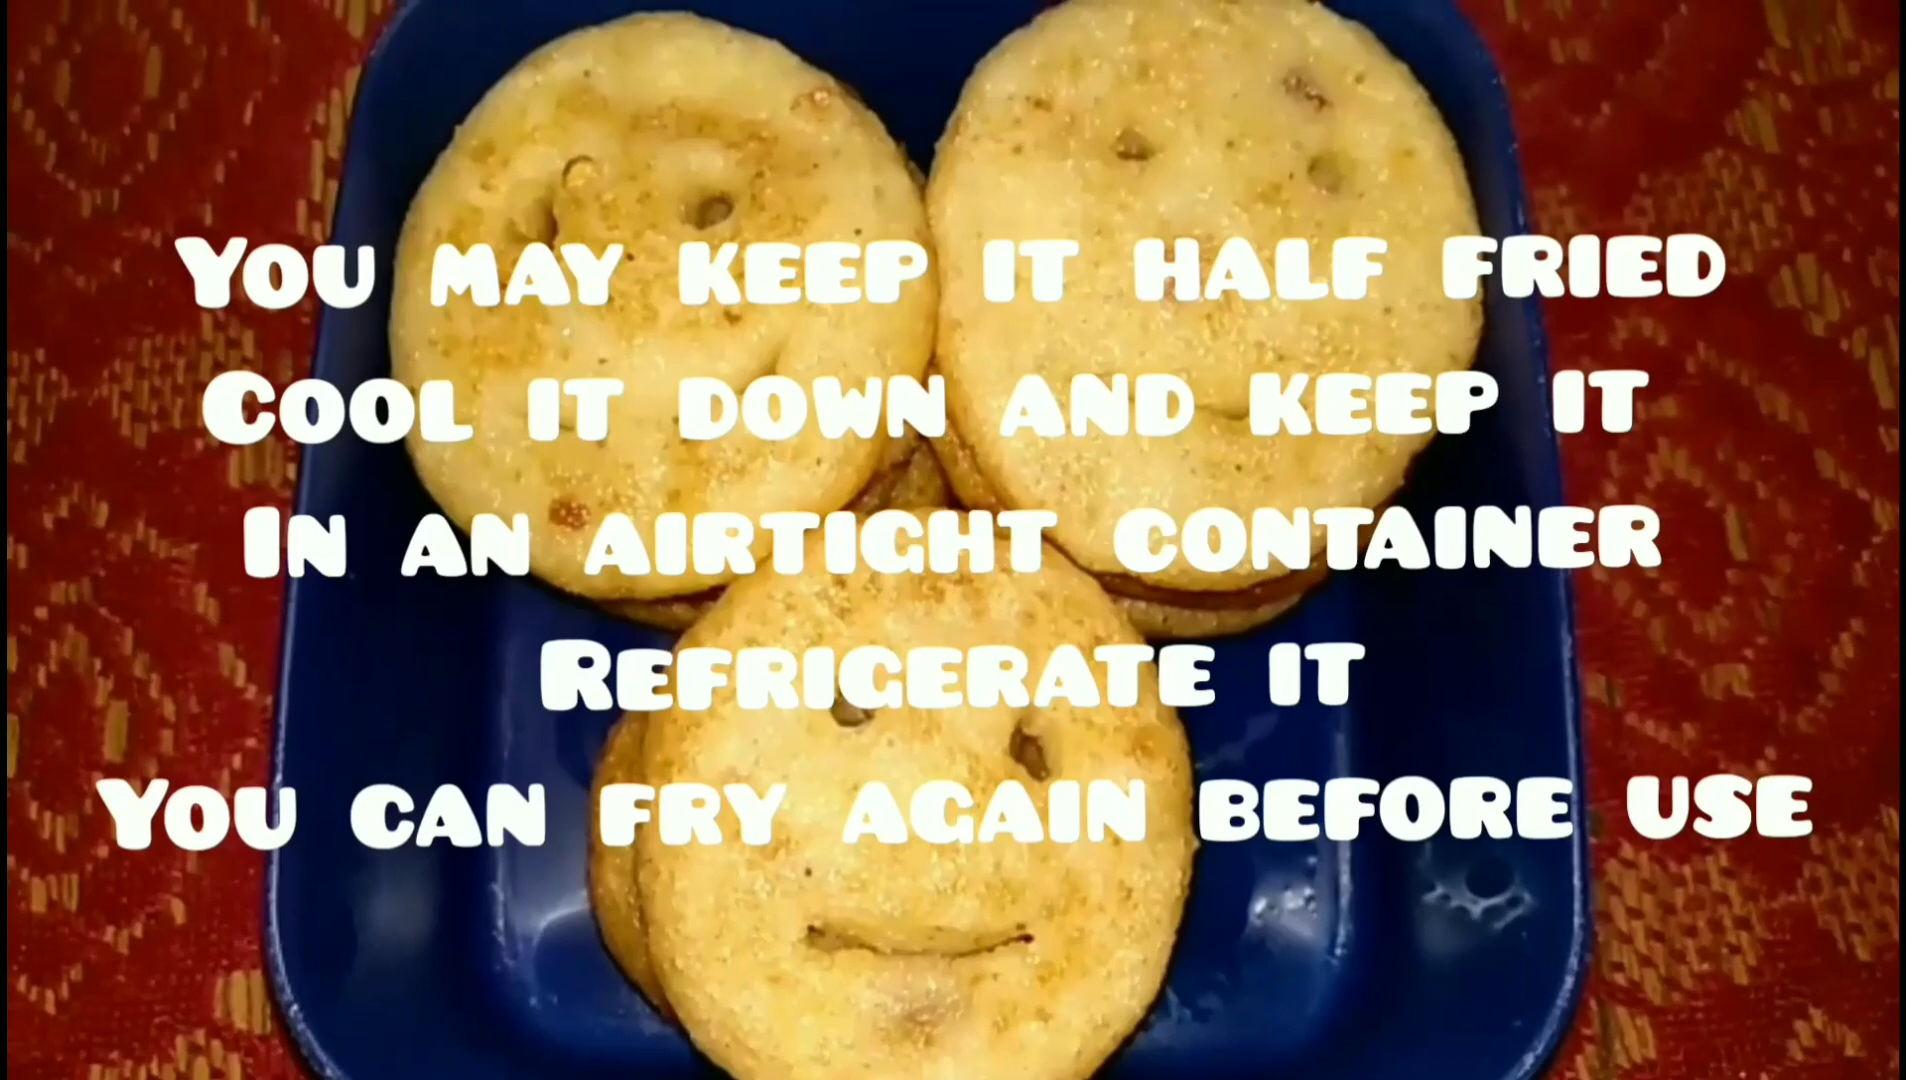 You may keep it half fried
Cool it down and keep it
In an airtight container
Refrigerate it
You can fry again before use